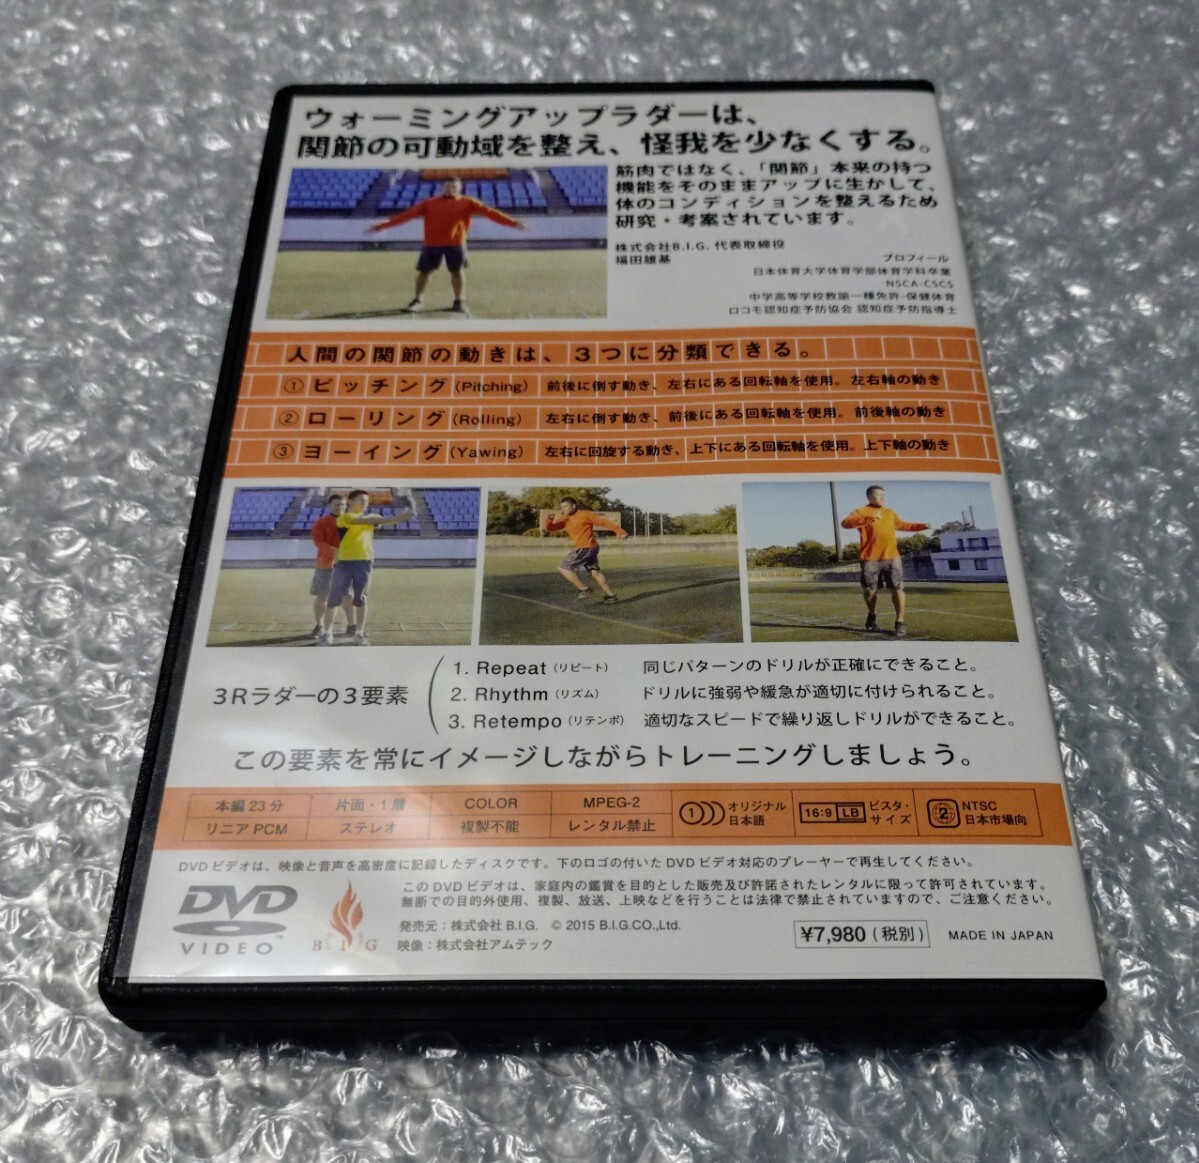 ウォーミングアップラダーは、
関節の可動域を整え、怪我を少なくする。
筋肉ではなく、「関節」本来の持つ
機能をそのままアップに生かして、
体のコンディションを整えるため
研究・考案されています。
株式会社B.I.G. 代表取締役
福田雄基
プロフィール
日本体育大学体育学部体育学科卒業
NSCA-CSCS
中学高等学校教諭一種免許-保健体育
ロコモ認知症予防協会 認知症予防指導士
人間の関節の動きは、3つに分類できる。
① ピッチング (Pitching) 前後に倒す動き、左右にある回転軸を使用。左右軸の動き
② ローリング (Rolling) 左右に倒す動き、前後にある回転軸を使用。前後軸の動き
③ ヨーイング (Yawing) 左右に回旋する動き、上下にある回転軸を使用。上下軸の動き
3Rラダーの3要素
1. Repeat (リピート) 同じパターンのドリルが正確にできること。
2. Rhythm (リズム) ドリルに強弱や緩急が適切に付けられること。
3. Retempo (リテンポ) 適切なスピードで繰り返しドリルができること。
この要素を常にイメージしながらトレーニングしましょう。
本編23分 片面・1層 COLOR MPEG-2
リニアPCM ステレオ 複製不能 レンタル禁止
1 オリジナル
日本語
16:9 LB ビスタ・
サイズ
2 NTSC
日本市場向
DVDビデオは、映像と音声を高密度に記録したディスクです。下のロゴの付いたDVDビデオ対応のプレーヤーで再生してください。
DVD
VIDEO
B.I.G
このDVDビデオは、家庭内の鑑賞を目的とした販売及び許諾されたレンタルに限って許可されています。
無断での目的外使用、複製、放送、上映などを行うことは法律で禁止されていますので、ご注意ください。
発売元：株式会社 B.I.G. © 2015 B.I.G.CO.,Ltd.
映像：株式会社アムテック
¥7,980（税別）
MADE IN JAPAN